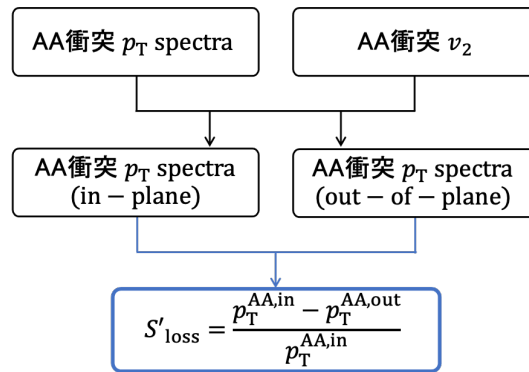 AA衝突 p_T spectra
AA衝突 v_2
AA衝突 p_T spectra
(in − plane)
AA衝突 p_T spectra
(out − of − plane)
S′_loss = (p_T^AA,in − p_T^AA,out) / p_T^AA,in